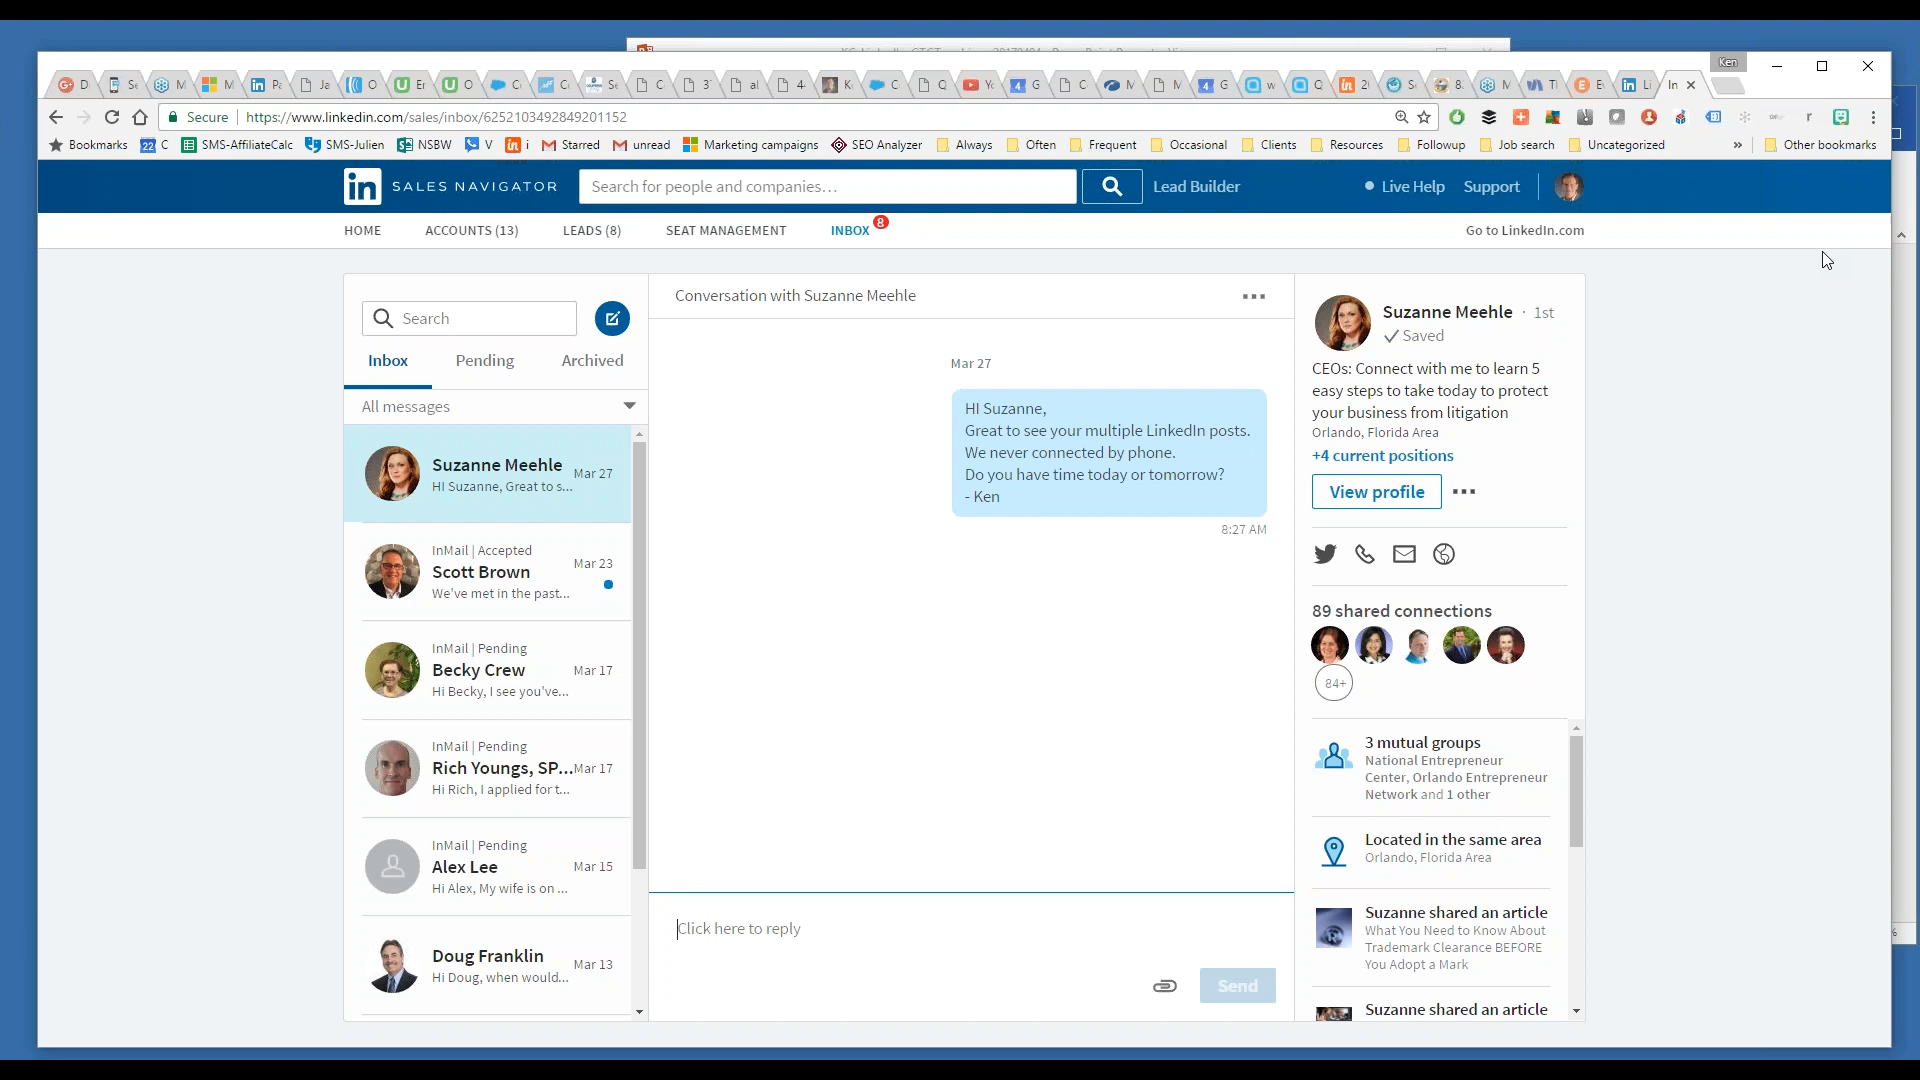 Ken
Secure
https://www.linkedin.com/sales/inbox/6252103492849201152
Bookmarks
22 C
SMS-AffiliateCalc
SMS-Julien
NSBW
V
i
Starred
unread
Marketing campaigns
SEO Analyzer
Always
Often
Frequent
Occasional
Clients
Resources
Followup
Job search
Uncategorized
»
Other bookmarks
in SALES NAVIGATOR
Search for people and companies...
Lead Builder
Live Help
Support
HOME
ACCOUNTS (13)
LEADS (8)
SEAT MANAGEMENT
INBOX
8
Go to LinkedIn.com
Search
Inbox
Pending
Archived
All messages
Suzanne Meehle
Mar 27
HI Suzanne, Great to s...
InMail | Accepted
Scott Brown
Mar 23
We've met in the past...
InMail | Pending
Becky Crew
Mar 17
Hi Becky, I see you've...
InMail | Pending
Rich Youngs, SP...
Mar 17
Hi Rich, I applied for t...
InMail | Pending
Alex Lee
Mar 15
Hi Alex, My wife is on ...
Doug Franklin
Mar 13
Hi Doug, when would...
Conversation with Suzanne Meehle
Mar 27
HI Suzanne,
Great to see your multiple LinkedIn posts.
We never connected by phone.
Do you have time today or tomorrow?
- Ken
8:27 AM
Click here to reply
Send
Suzanne Meehle · 1st
Saved
CEOs: Connect with me to learn 5
easy steps to take today to protect
your business from litigation
Orlando, Florida Area
+4 current positions
View profile
89 shared connections
84+
3 mutual groups
National Entrepreneur
Center, Orlando Entrepreneur
Network and 1 other
Located in the same area
Orlando, Florida Area
Suzanne shared an article
What You Need to Know About
Trademark Clearance BEFORE
You Adopt a Mark
Suzanne shared an article